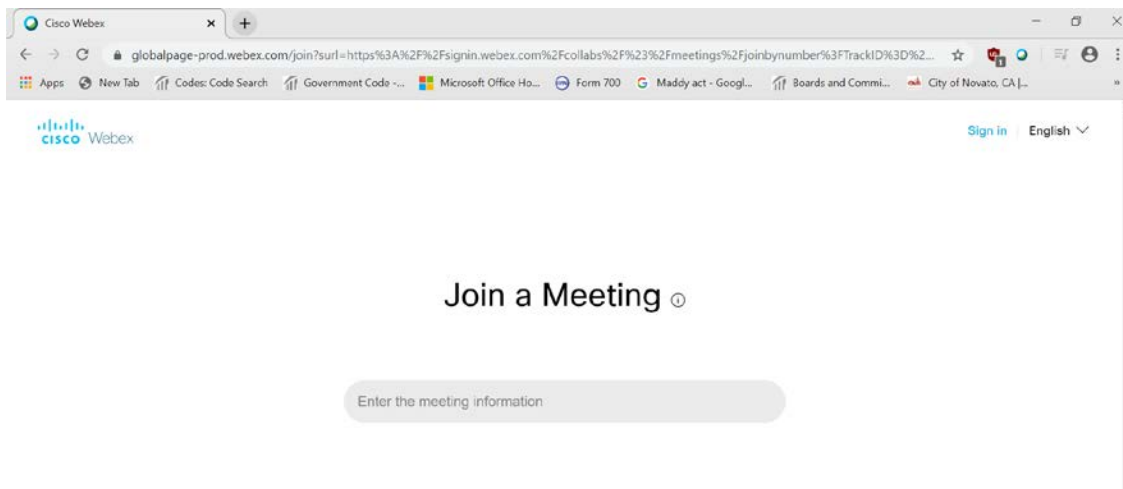 Cisco Webex
globalpage-prod.webex.com/join?surl=https%3A%2F%2Fsignin.webex.com%2Fcollabs%2F%23%2Fmeetings%2Fjoinbynumber%3FTrackID%3D%2...
Apps New Tab Codes: Code Search Government Code -... Microsoft Office Ho... Form 700 Maddy act - Googl... Boards and Commi... City of Novato, CA |...
cisco Webex Sign in English
Join a Meeting
Enter the meeting information